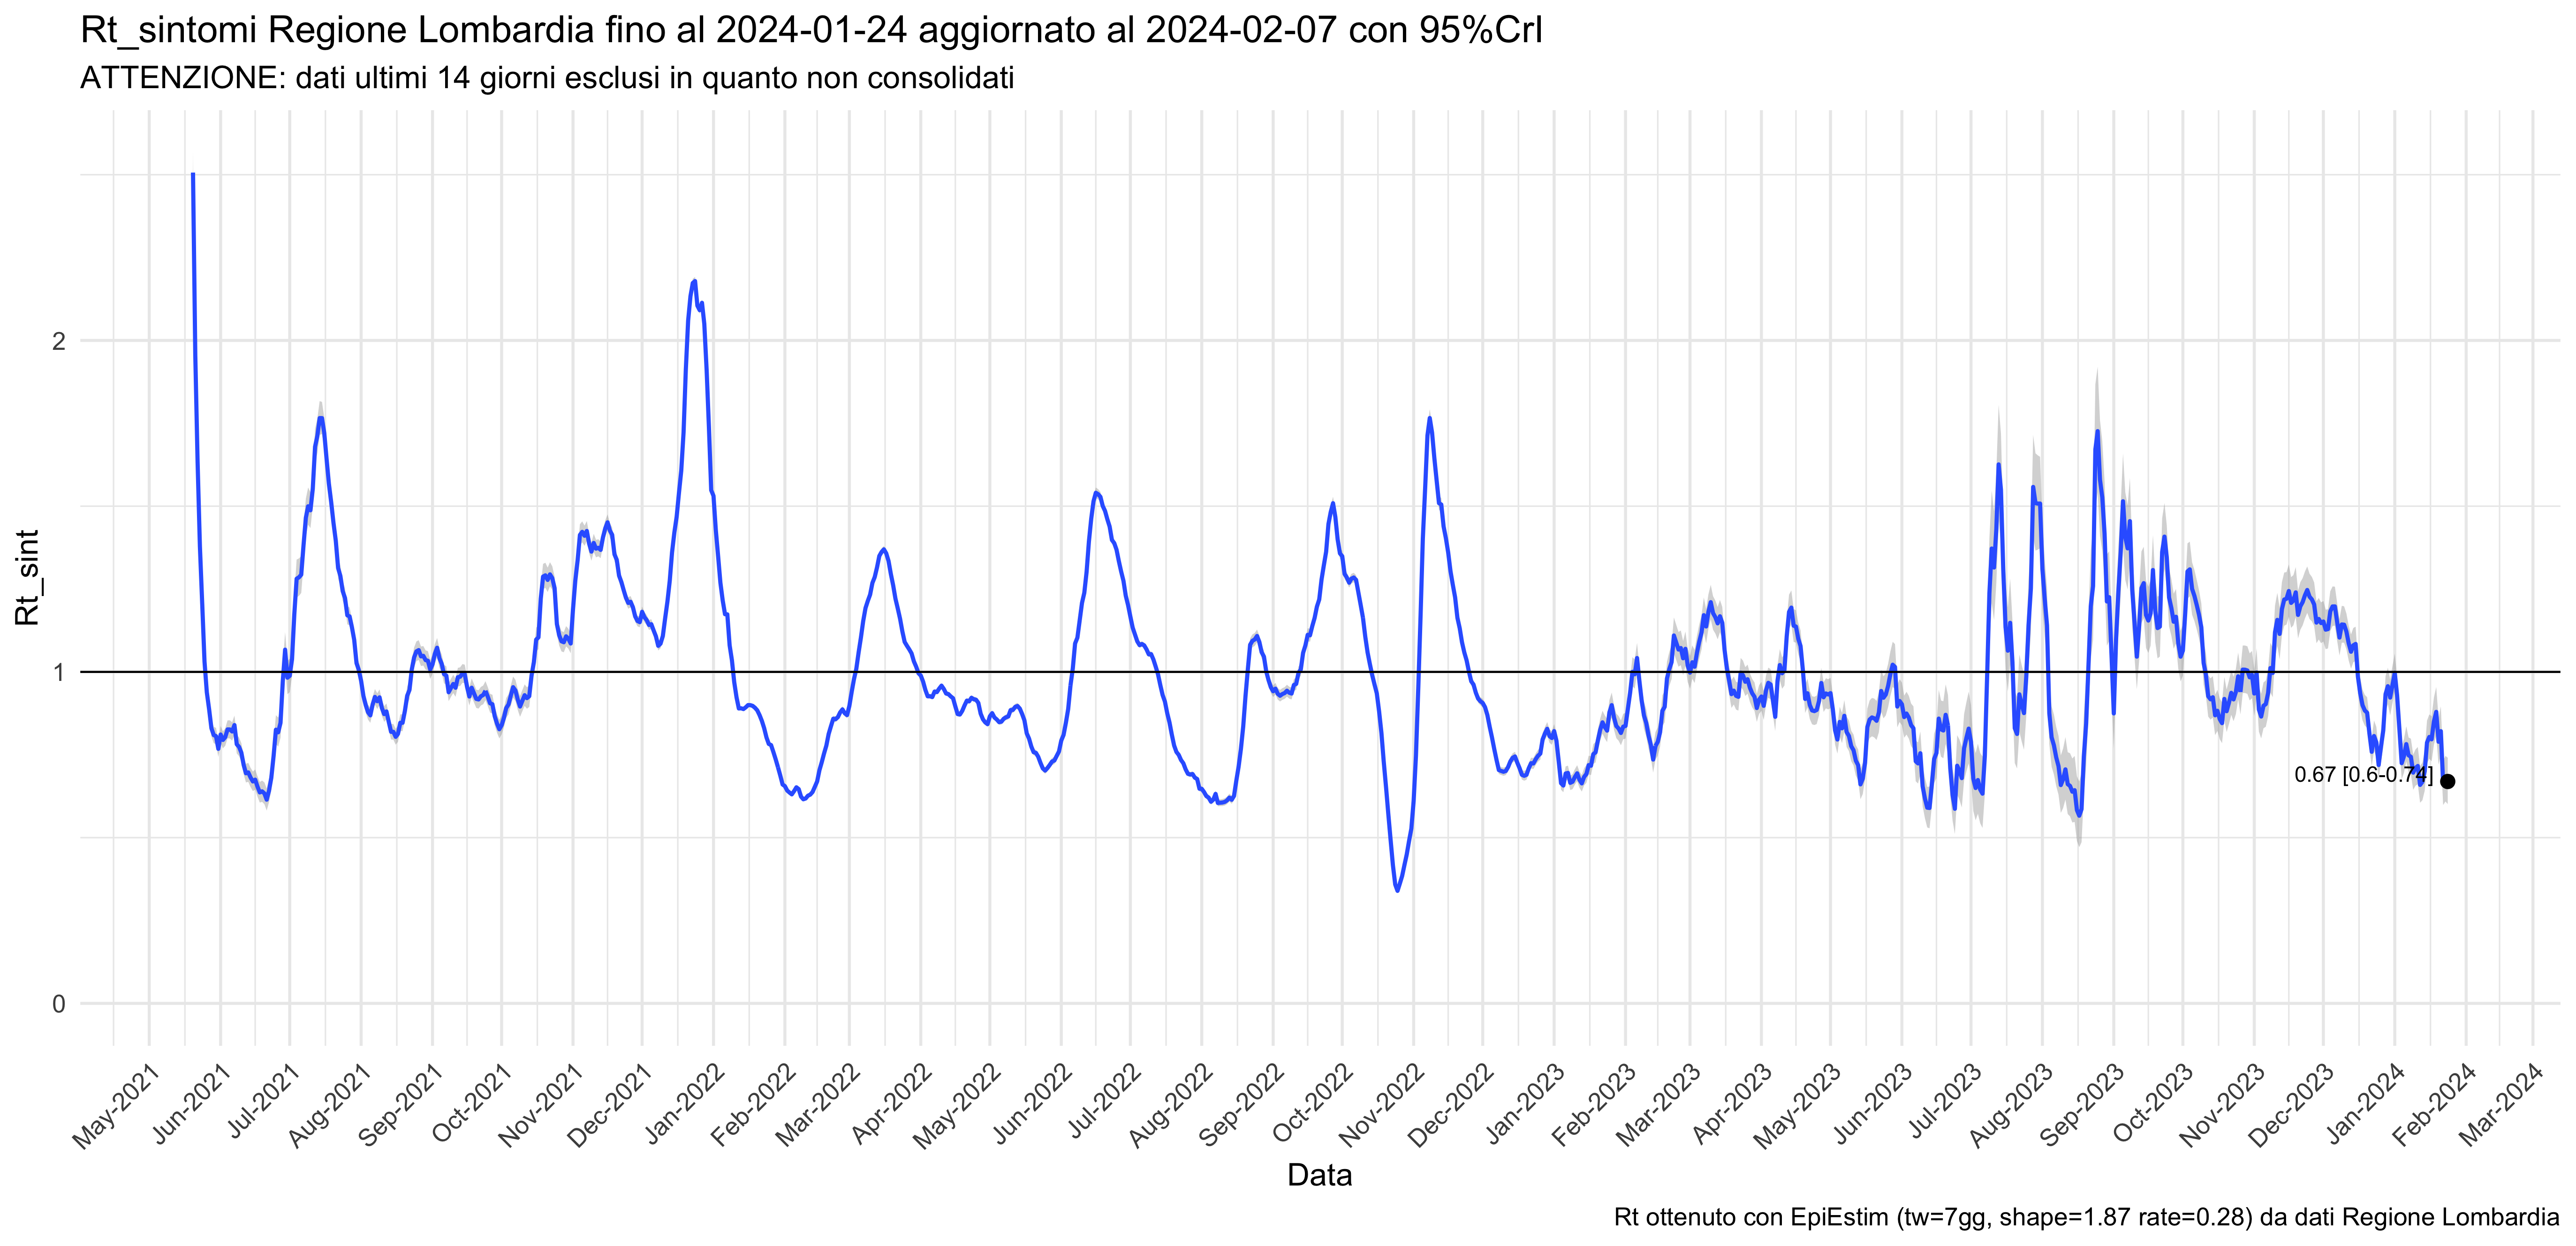 Rt_sintomi Regione Lombardia fino al 2024-01-24 aggiornato al 2024-02-07 con 95%CrI
ATTENZIONE: dati ultimi 14 giorni esclusi in quanto non consolidati
Rt_sint
2
1
0
0.67 [0.6-0.74]
May-2021
Jun-2021
Jul-2021
Aug-2021
Sep-2021
Oct-2021
Nov-2021
Dec-2021
Jan-2022
Feb-2022
Mar-2022
Apr-2022
May-2022
Jun-2022
Jul-2022
Aug-2022
Sep-2022
Oct-2022
Nov-2022
Dec-2022
Jan-2023
Feb-2023
Mar-2023
Apr-2023
May-2023
Jun-2023
Jul-2023
Aug-2023
Sep-2023
Oct-2023
Nov-2023
Dec-2023
Jan-2024
Feb-2024
Mar-2024
Data
Rt ottenuto con EpiEstim (tw=7gg, shape=1.87 rate=0.28) da dati Regione Lombardia